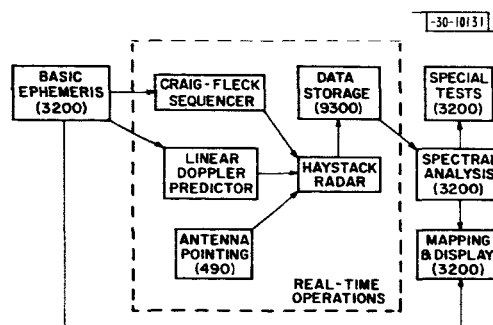 -30-10131
BASIC
EPHEMERIS
(3200)
CRAIG-FLECK
SEQUENCER
DATA
STORAGE
(9300)
SPECIAL
TESTS
(3200)
LINEAR
DOPPLER
PREDICTOR
HAYSTACK
RADAR
SPECTRAL
ANALYSIS
(3200)
ANTENNA
POINTING
(490)
MAPPING
& DISPLAY
(3200)
REAL-TIME
OPERATIONS